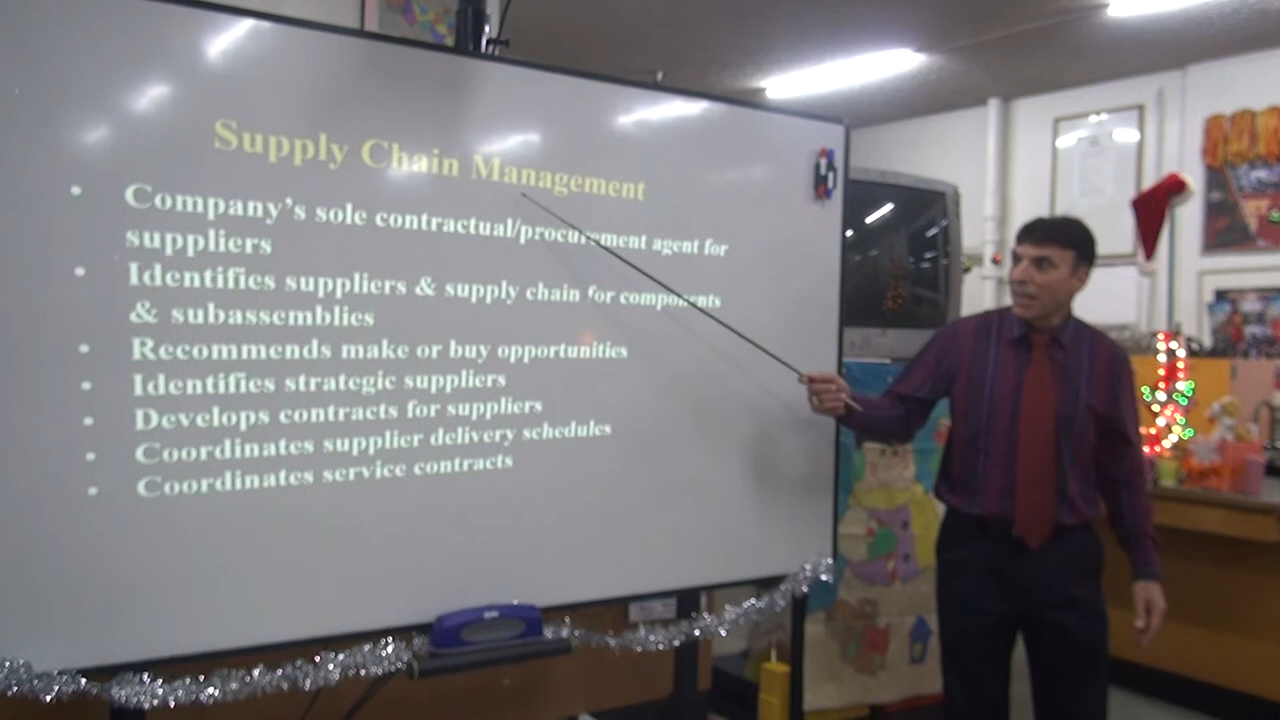 Supply Chain Management
• Company's sole contractual/procurement agent for
suppliers
• Identifies suppliers & supply chain for components
& subassemblies
• Recommends make or buy opportunities
• Identifies strategic suppliers
• Develops contracts for suppliers
• Coordinates supplier delivery schedules
• Coordinates service contracts